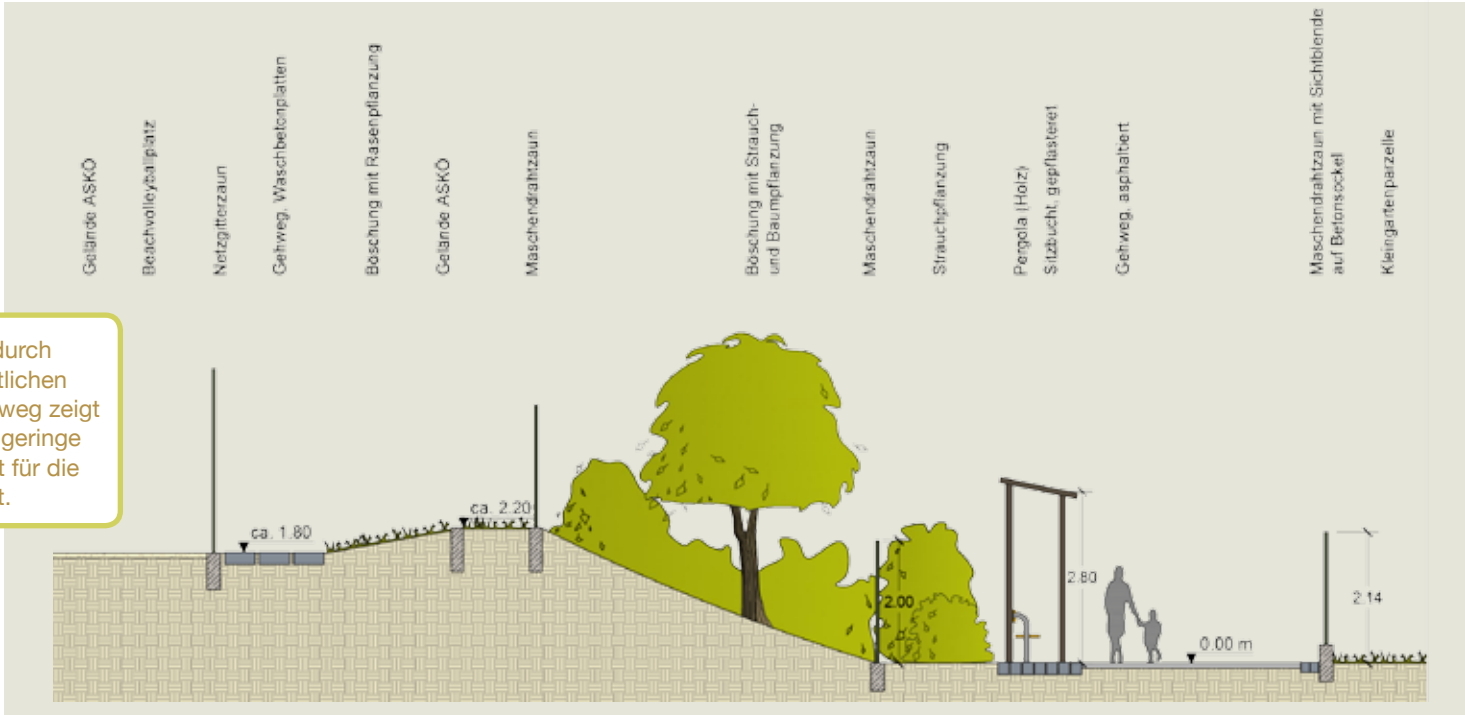 Gelände ASKÖ
Beachvolleyballplatz
Netzgitterzaun
Gehweg, Waschbetonplatten
Böschung mit Rasenpflanzung
Gelände ASKÖ
Maschendrahtzaun
Böschung mit Strauch-
und Baumpflanzung
Maschendrahtzaun
Strauchpflanzung
Pergola (Holz)
Sitzbucht, gepflastert
Gehweg, asphaltiert
Maschendrahtzaun mit Sichtblende
auf Betonsockel
Kleingartenparzelle
durch
tlichen
weg zeigt
geringe
t für die
t.
ca. 1.80
ca. 2.20
2.00
2.80
0.00 m
2.14